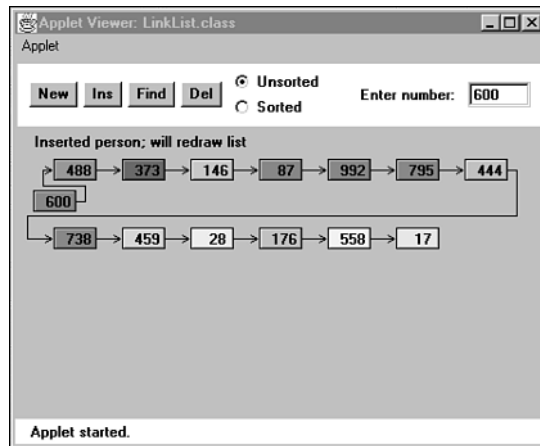 Applet Viewer: LinkList.class
Applet
New Ins Find Del Unsorted Sorted Enter number: 600
Inserted person; will redraw list
488 373 146 87 992 795 444
600
738 459 28 176 558 17
Applet started.